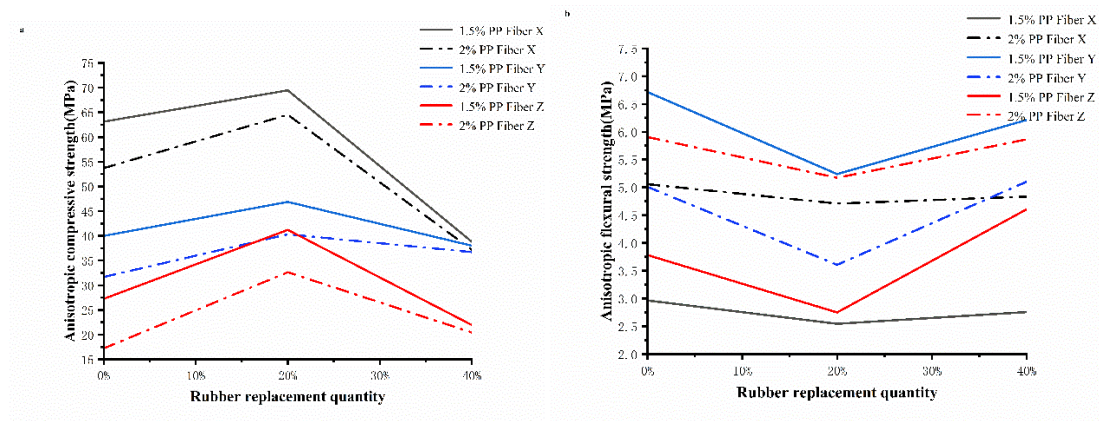 a
1.5% PP Fiber X
2% PP Fiber X
1.5% PP Fiber Y
2% PP Fiber Y
1.5% PP Fiber Z
2% PP Fiber Z
Anisotropic compressive strength(MPa)
75
70
65
60
55
50
45
40
35
30
25
20
15
0%
10%
20%
30%
40%
Rubber replacement quantity
b
1.5% PP Fiber X
2% PP Fiber X
1.5% PP Fiber Y
2% PP Fiber Y
1.5% PP Fiber Z
2% PP Fiber Z
Anisotropic flexural strength(MPa)
7.5
7.0
6.5
6.0
5.5
5.0
4.5
4.0
3.5
3.0
2.5
2.0
0%
10%
20%
30%
40%
Rubber replacement quantity